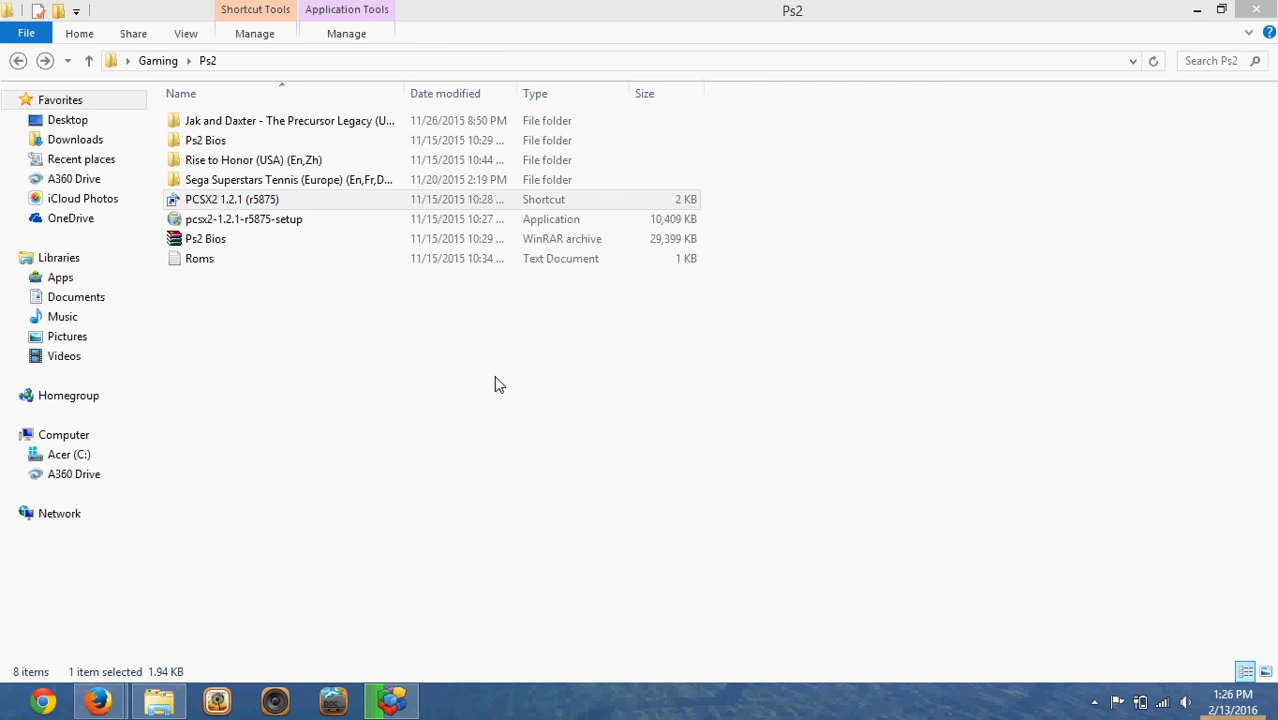 Shortcut Tools Application Tools Ps2
File Home Share View Manage Manage
Gaming Ps2 Search Ps2
Name Date modified Type Size
Favorites
Desktop
Downloads
Recent places
A360 Drive
iCloud Photos
OneDrive
Libraries
Apps
Documents
Music
Pictures
Videos
Homegroup
Computer
Acer (C:)
A360 Drive
Network
Jak and Daxter - The Precursor Legacy (U... 11/26/2015 8:50 PM File folder
Ps2 Bios 11/15/2015 10:29 ... File folder
Rise to Honor (USA) (En,Zh) 11/15/2015 10:44 ... File folder
Sega Superstars Tennis (Europe) (En,Fr,D... 11/20/2015 2:19 PM File folder
PCSX2 1.2.1 (r5875) 11/15/2015 10:28 ... Shortcut 2 KB
pcsx2-1.2.1-r5875-setup 11/15/2015 10:27 ... Application 10,409 KB
Ps2 Bios 11/15/2015 10:29 ... WinRAR archive 29,399 KB
Roms 11/15/2015 10:34 ... Text Document 1 KB
8 items 1 item selected 1.94 KB
DOC
1:26 PM
2/13/2016